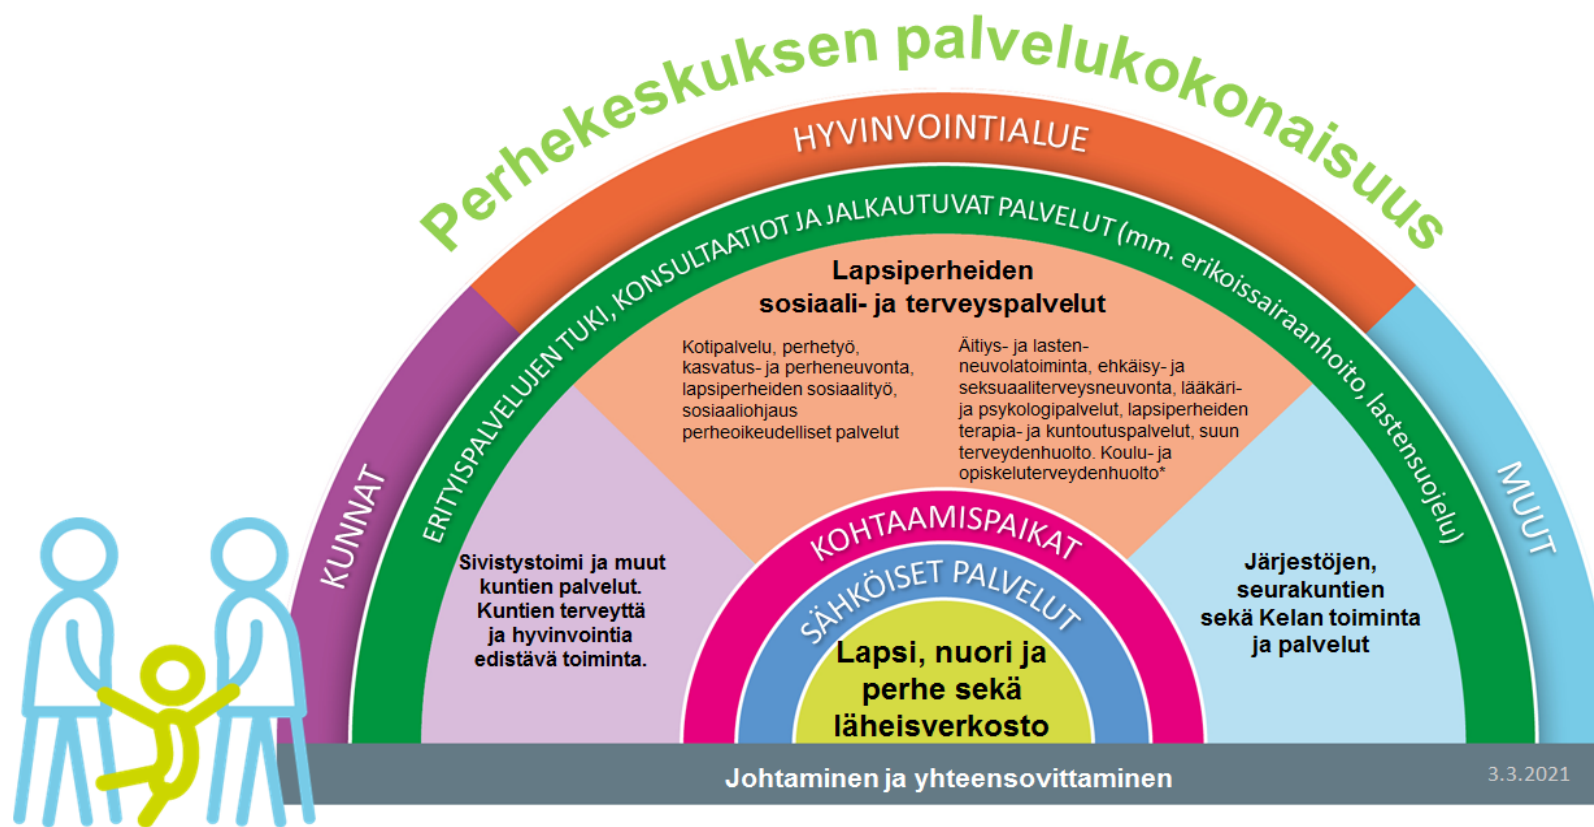 Perhekeskuksen palvelukokonaisuus
HYVINVOINTIALUE
KUNNAT
MUUT
ERITYISPALVELUJEN TUKI, KONSULTAATIOT JA JALKAUTUVAT PALVELUT (mm. erikoissairaanhoito, lastensuojelu)
Lapsiperheiden
sosiaali- ja terveyspalvelut
Kotipalvelu, perhetyö,
kasvatus- ja perheneuvonta,
lapsiperheiden sosiaalityö,
sosiaaliohjaus
perheoikeudelliset palvelut
Äitiys- ja lasten-
neuvolatoiminta, ehkäisy- ja
seksuaaliterveysneuvonta, lääkäri-
ja psykologipalvelut, lapsiperheiden
terapia- ja kuntoutuspalvelut, suun
terveydenhuolto. Koulu- ja
opiskeluterveydenhuolto*
Sivistystoimi ja muut
kuntien palvelut.
Kuntien terveyttä
ja hyvinvointia
edistävä toiminta.
KOHTAAMISPAIKAT
SÄHKÖISET PALVELUT
Lapsi, nuori ja
perhe sekä
läheisverkosto
Järjestöjen,
seurakuntien
sekä Kelan toiminta
ja palvelut
Johtaminen ja yhteensovittaminen
3.3.2021